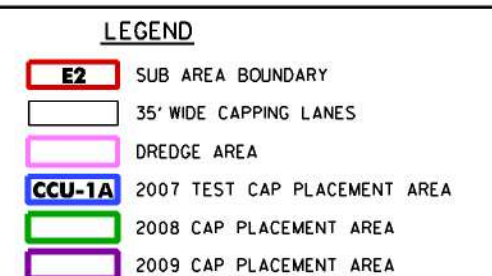 LEGEND
E2 SUB AREA BOUNDARY
35' WIDE CAPPING LANES
DREDGE AREA
CCU-1A 2007 TEST CAP PLACEMENT AREA
2008 CAP PLACEMENT AREA
2009 CAP PLACEMENT AREA